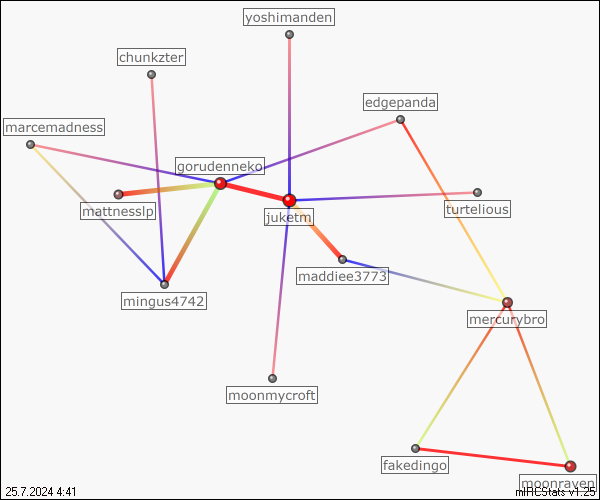 yoshimanden
chunkzter
edgepanda
marcemadness
gorudenneko
mattnesslp
turtelious
juketm
maddiee3773
mingus4742
mercurybro
moonmycroft
fakedingo
moonraven
25.7.2024 4:41
mIRCStats v1.25